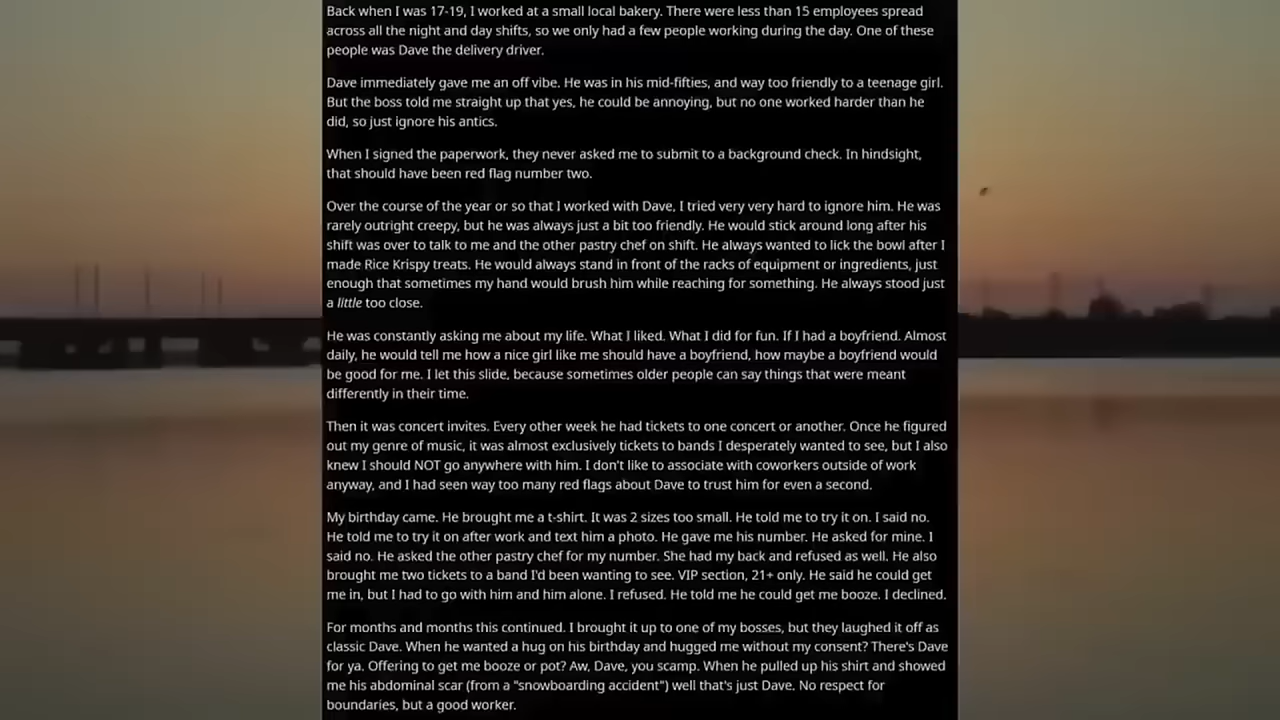 Back when I was 17-19, I worked at a small local bakery. There were less than 15 employees spread
across all the night and day shifts, so we only had a few people working during the day. One of these
people was Dave the delivery driver.
Dave immediately gave me an off vibe. He was in his mid-fifties, and way too friendly to a teenage girl.
But the boss told me straight up that yes, he could be annoying, but no one worked harder than he
did, so just ignore his antics.
When I signed the paperwork, they never asked me to submit to a background check. In hindsight,
that should have been red flag number two.
Over the course of the year or so that I worked with Dave, I tried very very hard to ignore him. He was
rarely outright creepy, but he was always just a bit too friendly. He would stick around long after his
shift was over to talk to me and the other pastry chef on shift. He always wanted to lick the bowl after I
made Rice Krispy treats. He would always stand in front of the racks of equipment or ingredients, just
enough that sometimes my hand would brush him while reaching for something. He always stood just
a little too close.
He was constantly asking me about my life. What I liked. What I did for fun. If I had a boyfriend. Almost
daily, he would tell me how a nice girl like me should have a boyfriend, how maybe a boyfriend would
be good for me. I let this slide, because sometimes older people can say things that were meant
differently in their time.
Then it was concert invites. Every other week he had tickets to one concert or another. Once he figured
out my genre of music, it was almost exclusively tickets to bands I desperately wanted to see, but I also
knew I should NOT go anywhere with him. I don't like to associate with coworkers outside of work
anyway, and I had seen way too many red flags about Dave to trust him for even a second.
My birthday came. He brought me a t-shirt. It was 2 sizes too small. He told me to try it on. I said no.
He told me to try it on after work and text him a photo. He gave me his number. He asked for mine. I
said no. He asked the other pastry chef for my number. She had my back and refused as well. He also
brought me two tickets to a band I'd been wanting to see. VIP section, 21+ only. He said he could get
me in, but I had to go with him and him alone. I refused. He told me he could get me booze. I declined.
For months and months this continued. I brought it up to one of my bosses, but they laughed it off as
classic Dave. When he wanted a hug on his birthday and hugged me without my consent? There's Dave
for ya. Offering to get me booze or pot? Aw, Dave, you scamp. When he pulled up his shirt and showed
me his abdominal scar (from a "snowboarding accident") well that's just Dave. No respect for
boundaries, but a good worker.